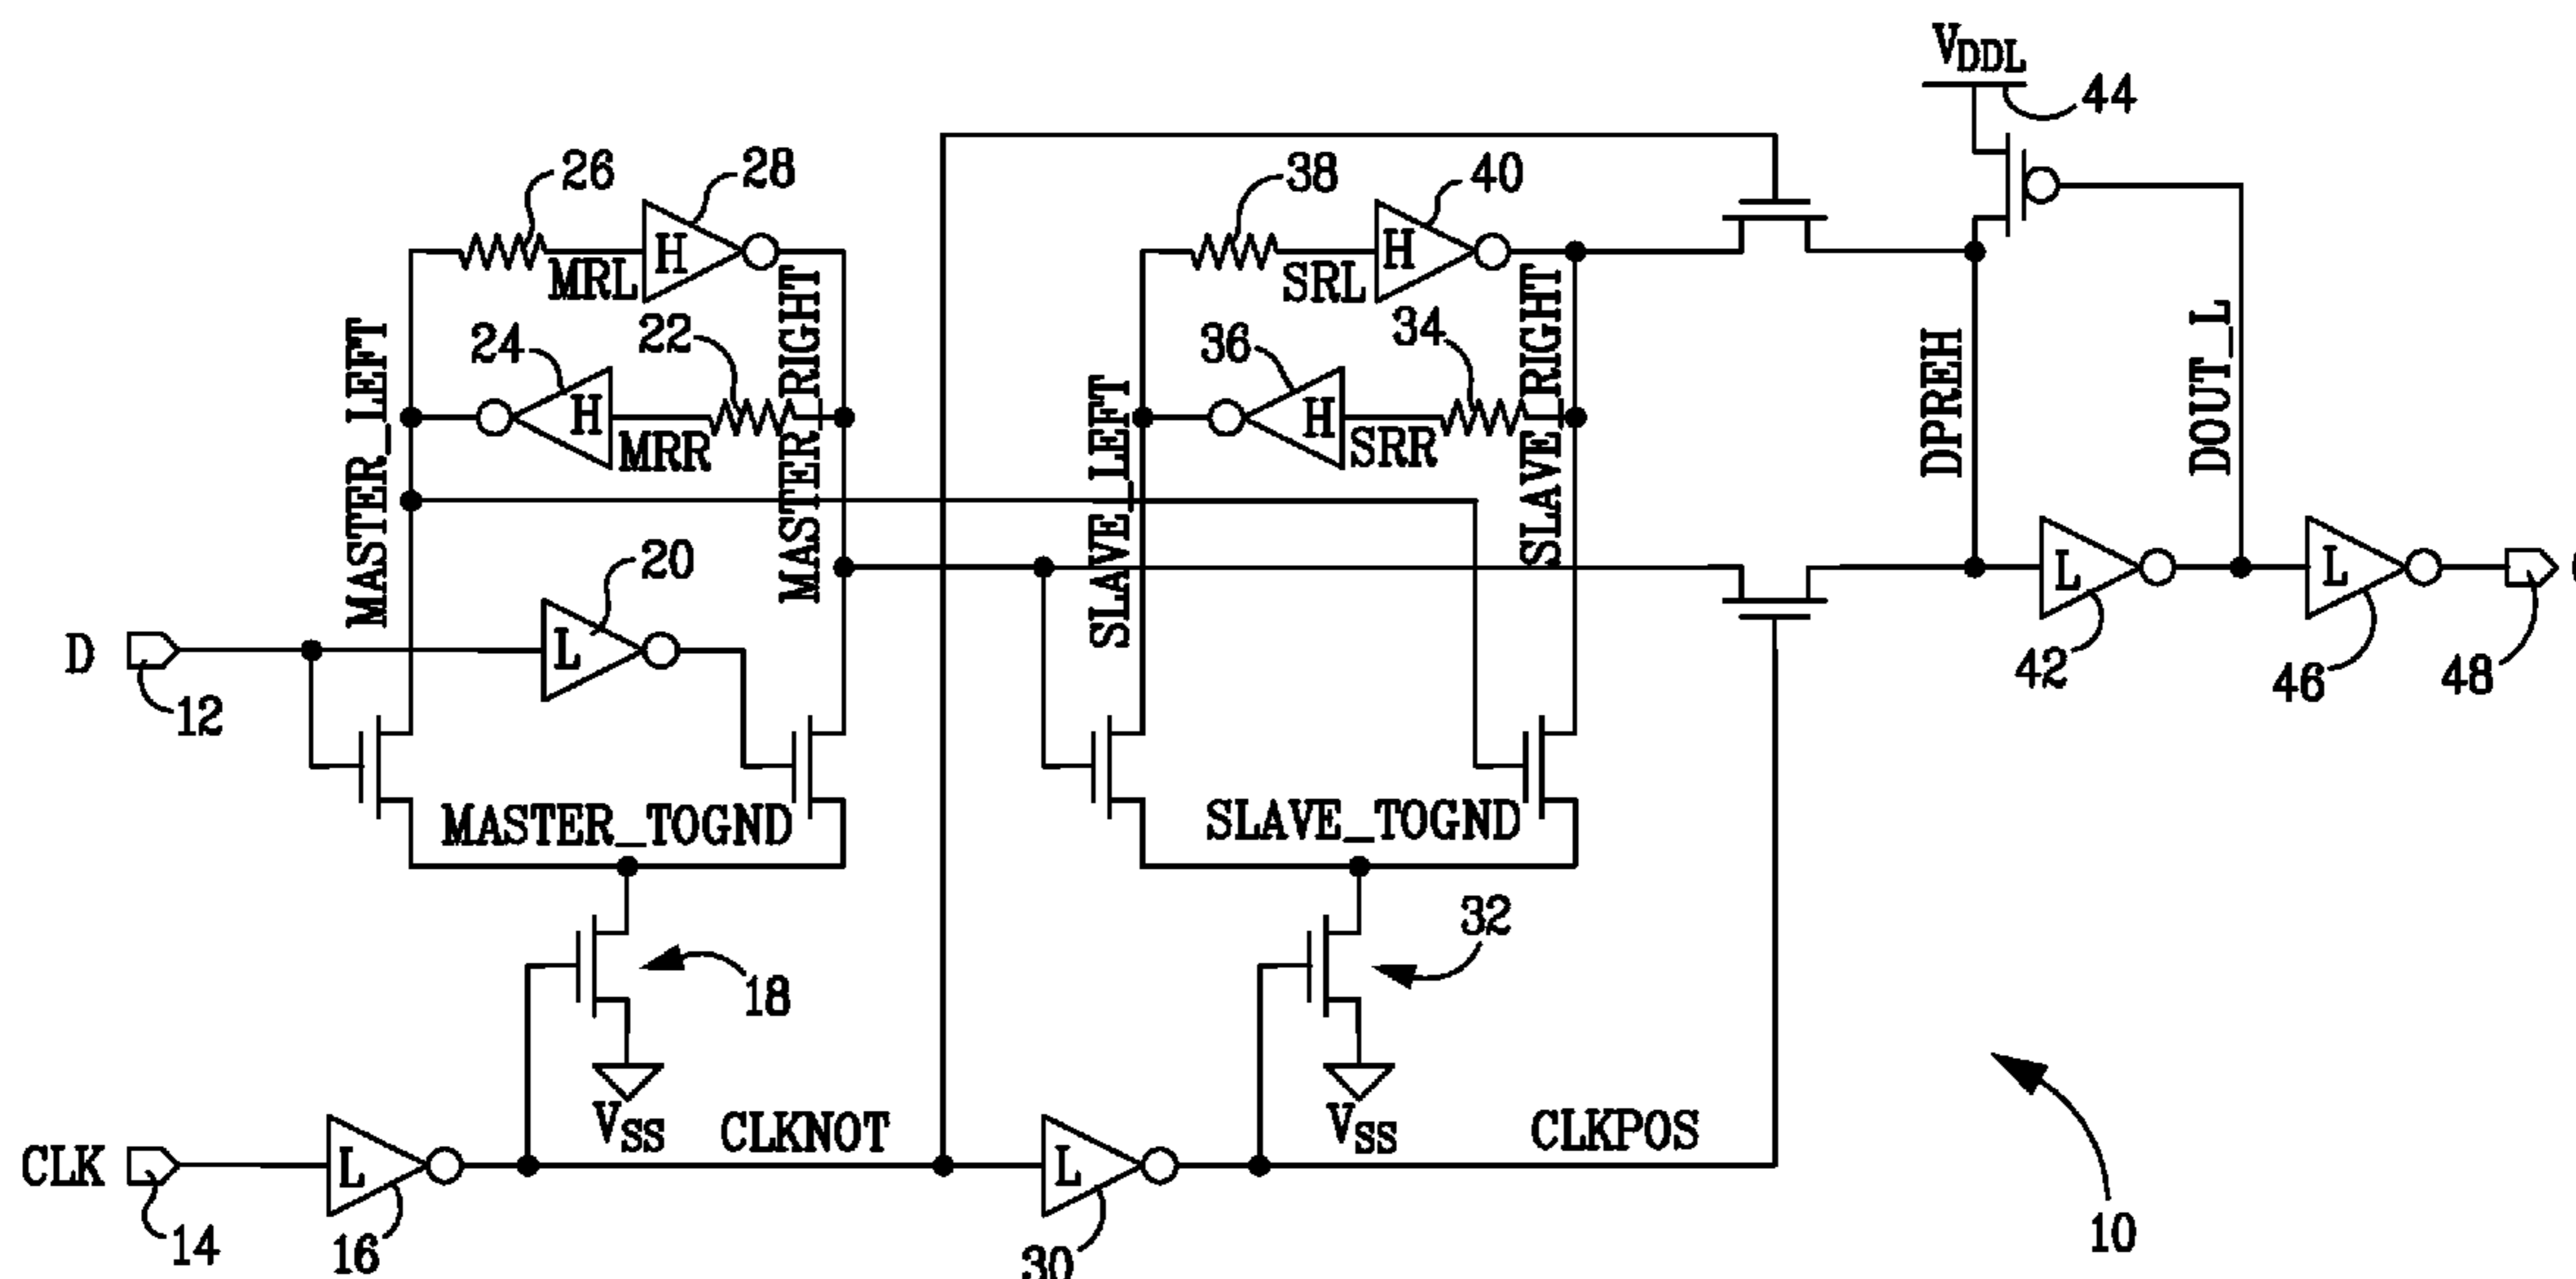 VDDL
44
26
28
38
40
MRL
H
SRL
H
MASTER_LEFT
24
22
MASTER_RIGHT
36
34
SLAVE_RIGHT
H
MRR
H
SRR
SLAVE_LEFT
DPREH
DOUT_L
20
D
L
L
L
12
42
46
48
MASTER_TOGND
SLAVE_TOGND
18
32
VSS
CLKNOT
VSS
CLKPOS
CLK
L
L
14
16
30
10